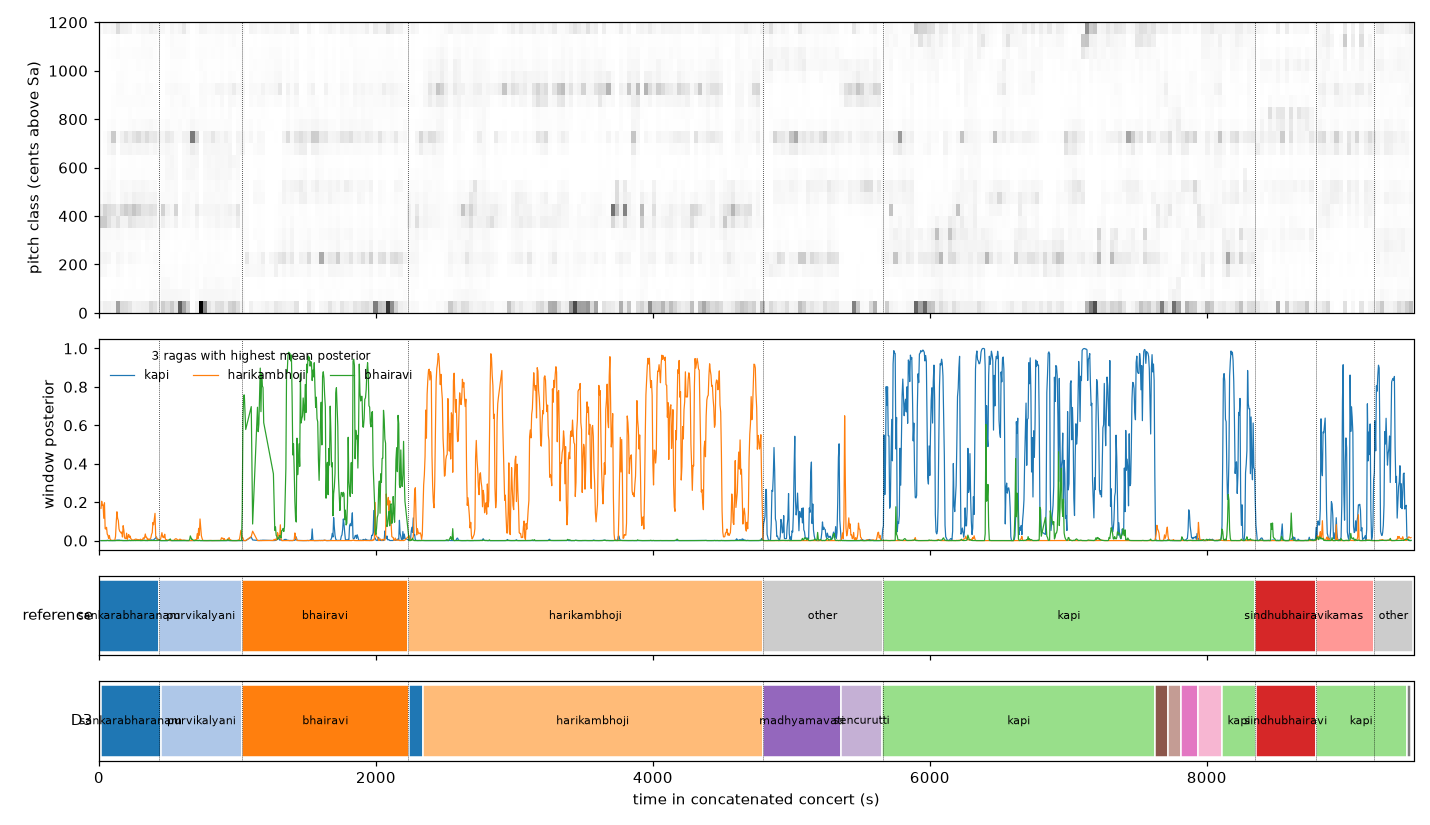 1200
1000
800
600
400
200
0
pitch class (cents above Sa)
1.0
0.8
0.6
0.4
0.2
0.0
window posterior
3 ragas with highest mean posterior
kapi harikambhoji bhairavi
reference
sankarabharanam purvikalyani bhairavi harikambhoji other kapi sindhubhairavi kamas other
D3
sankarabharanam purvikalyani bhairavi harikambhoji madhyamavati kapi kapi sindhubhairavi kapi
0 2000 4000 6000 8000
time in concatenated concert (s)